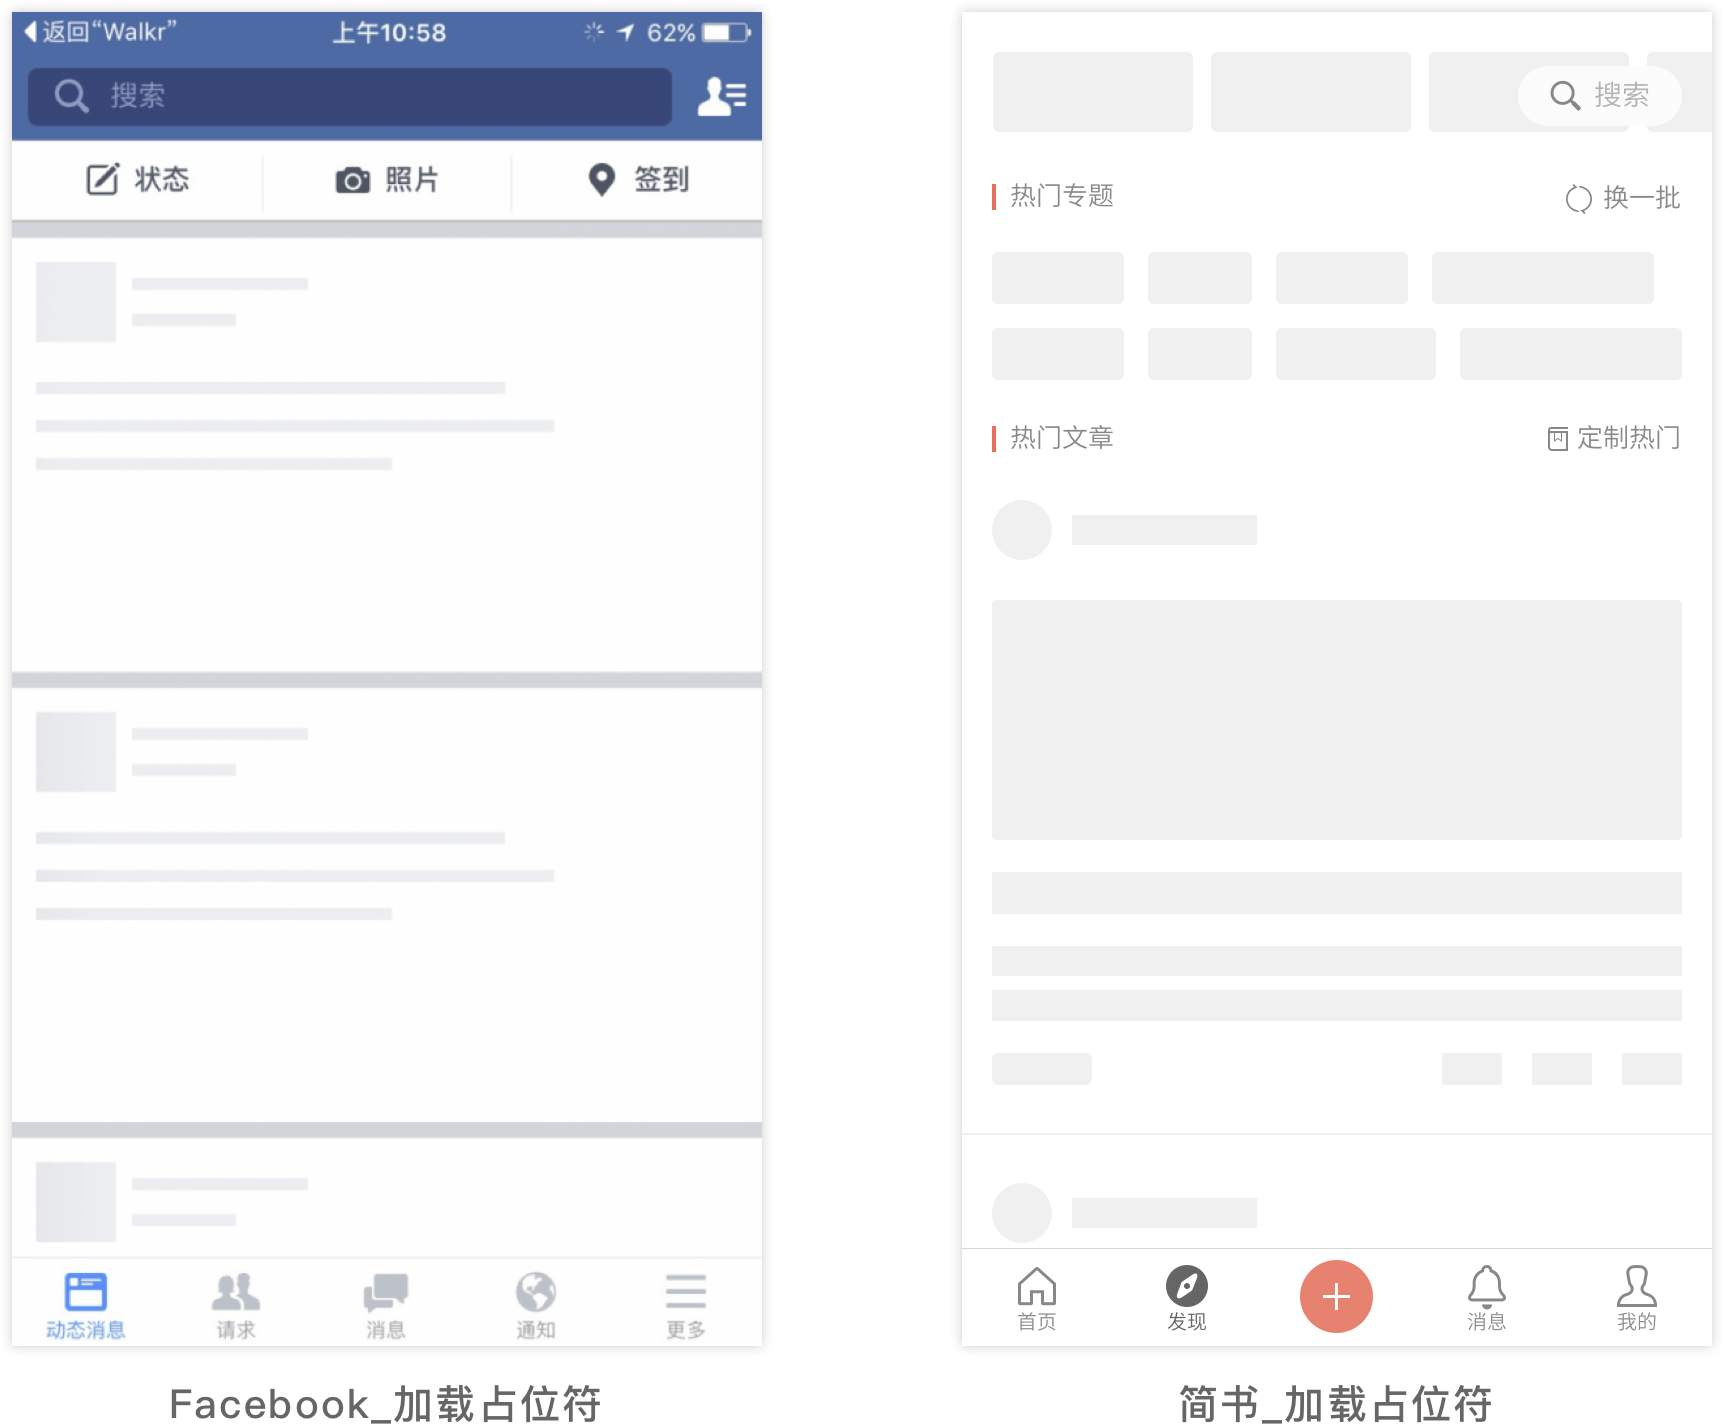 返回“Walkr” 上午10:58 62%
搜索
状态 照片 签到
动态消息 请求 消息 通知 更多
Facebook_加载占位符
搜索
热门专题 换一批
热门文章 定制热门
首页 发现 消息 我的
简书_加载占位符